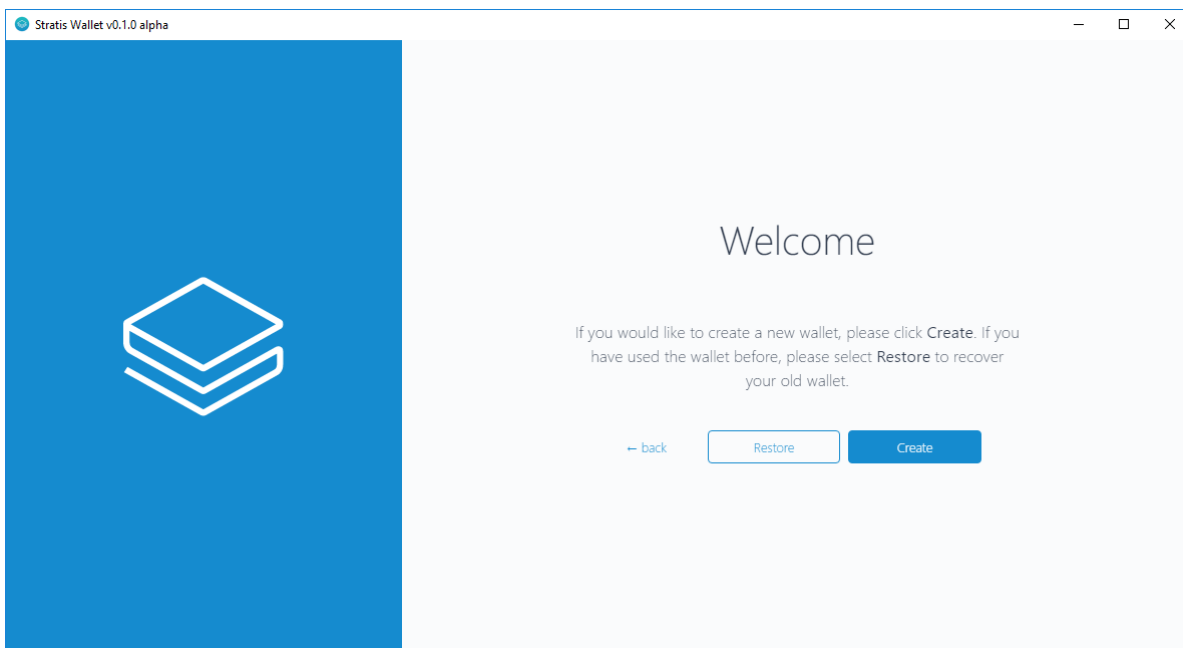 Stratis Wallet v0.1.0 alpha
Welcome
If you would like to create a new wallet, please click Create. If you
have used the wallet before, please select Restore to recover
your old wallet.
← back
Restore
Create